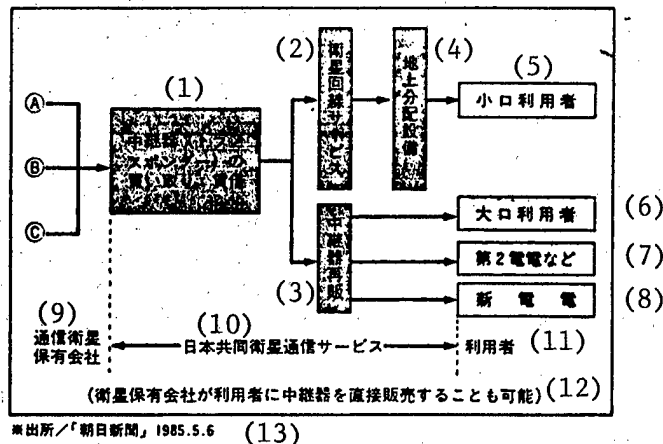 (1)
中継器(トラン
スポンダー)の
買い取り、賃借
(2)
衛星回線サービス
(4)
地上分配設備
(5)
小口利用者
Ⓐ
Ⓑ
Ⓒ
(3)
中継器再販
大口利用者 (6)
第2電電など (7)
新電電 (8)
(9)
通信衛星
保有会社
(10)
日本共同衛星通信サービス
利用者 (11)
(衛星保有会社が利用者に中継器を直接販売することも可能) (12)
※出所/「朝日新聞」1985.5.6 (13)